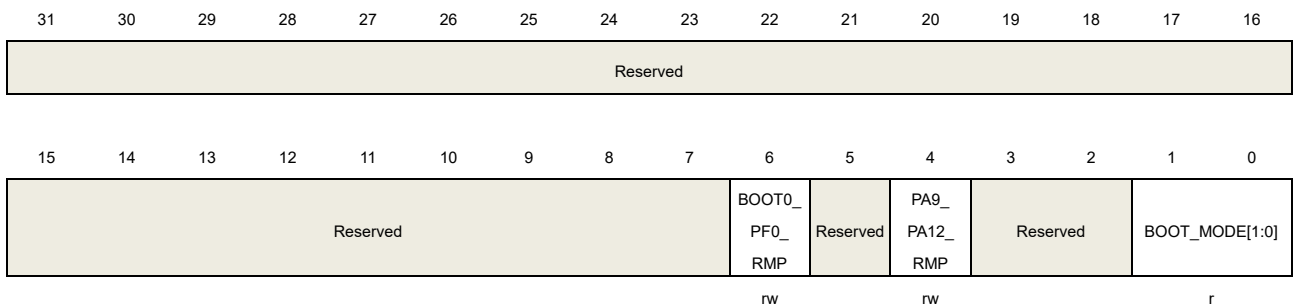 31 30 29 28 27 26 25 24 23 22 21 20 19 18 17 16
Reserved
15 14 13 12 11 10 9 8 7 6 5 4 3 2 1 0
Reserved
BOOT0_
PF0_
RMP
Reserved
PA9_
PA12_
RMP
Reserved
BOOT_MODE[1:0]
rw rw r